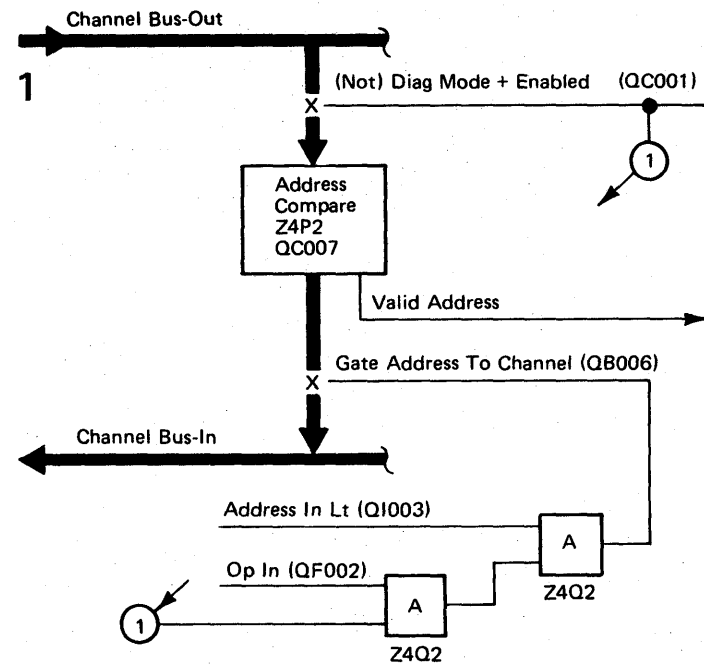 Channel Bus-Out
1
(Not) Diag Mode + Enabled (QC001)
X
1
Address
Compare
Z4P2
QC007
Valid Address
Gate Address To Channel (QB006)
X
Channel Bus-In
Address In Lt (QI003)
A
Z4Q2
Op In (QF002)
A
1
Z4Q2